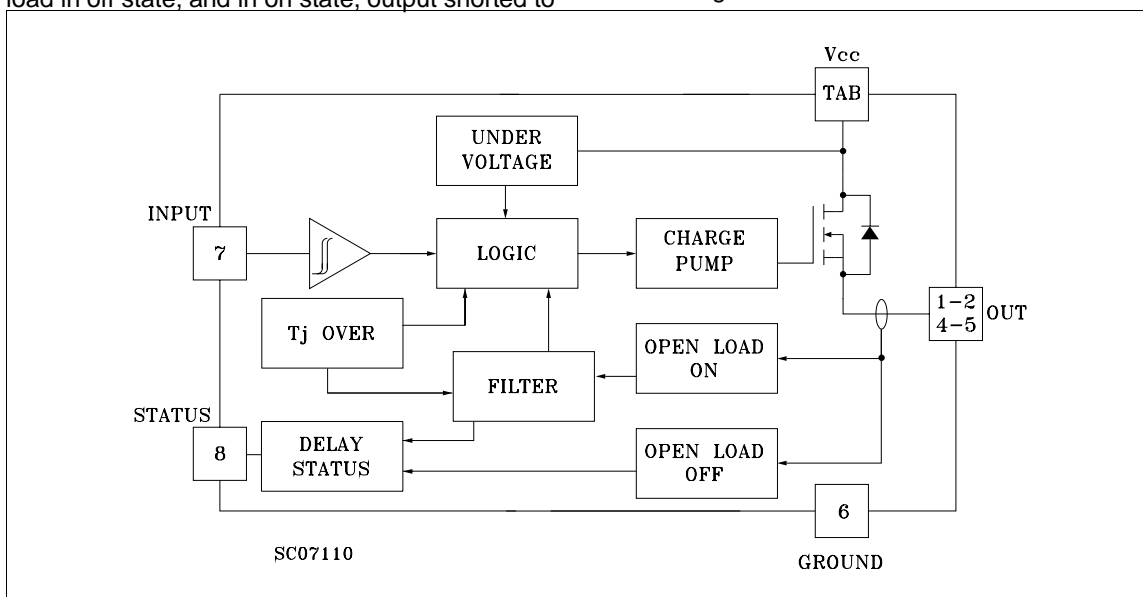 load in off state, and in on state, output shorted to
Vcc
TAB
UNDER
VOLTAGE
INPUT
7
LOGIC
CHARGE
PUMP
1-2
4-5
OUT
Tj OVER
OPEN LOAD
ON
FILTER
STATUS
8
DELAY
STATUS
OPEN LOAD
OFF
6
SC07110
GROUND